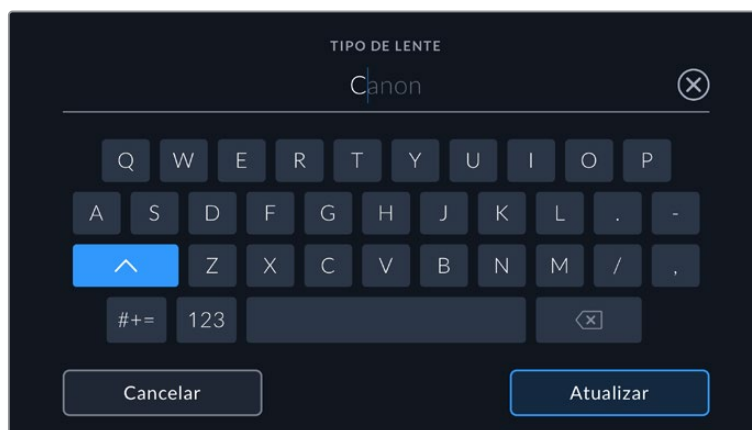 TIPO DE LENTE
Canon
Q W E R T Y U I O P
A S D F G H J K L . -
Z X C V B N M / ,
#+= 123
Cancelar Atualizar